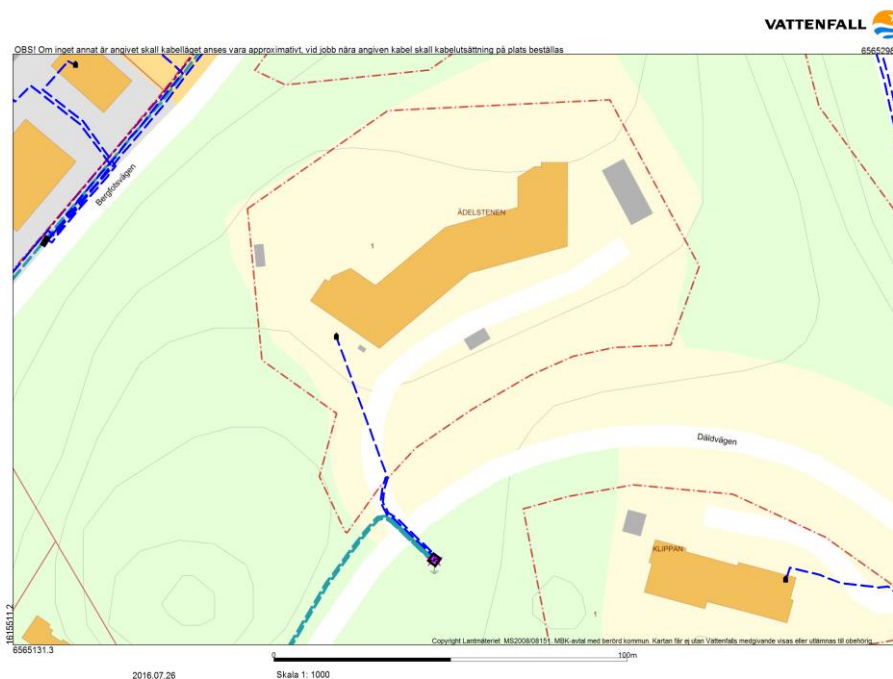 VATTENFALL
OBS! Om inget annat är angivet skall kabelläget anses vara approximativt, vid jobb nära angiven kabel skall kabelutsättning på plats beställas
6565298
Bergfotsvägen
ÄDELSTENEN
1
Däldvägen
KLIPPAN
1
1615511.2
Copyright Lantmäteriet. MS2008/08151. MBK-avtal med berörd kommun. Kartan får ej utan Vattenfalls medgivande visas eller utlämnas till obehörig
6565131.3
0
100m
2016.07.26
Skala 1: 1000